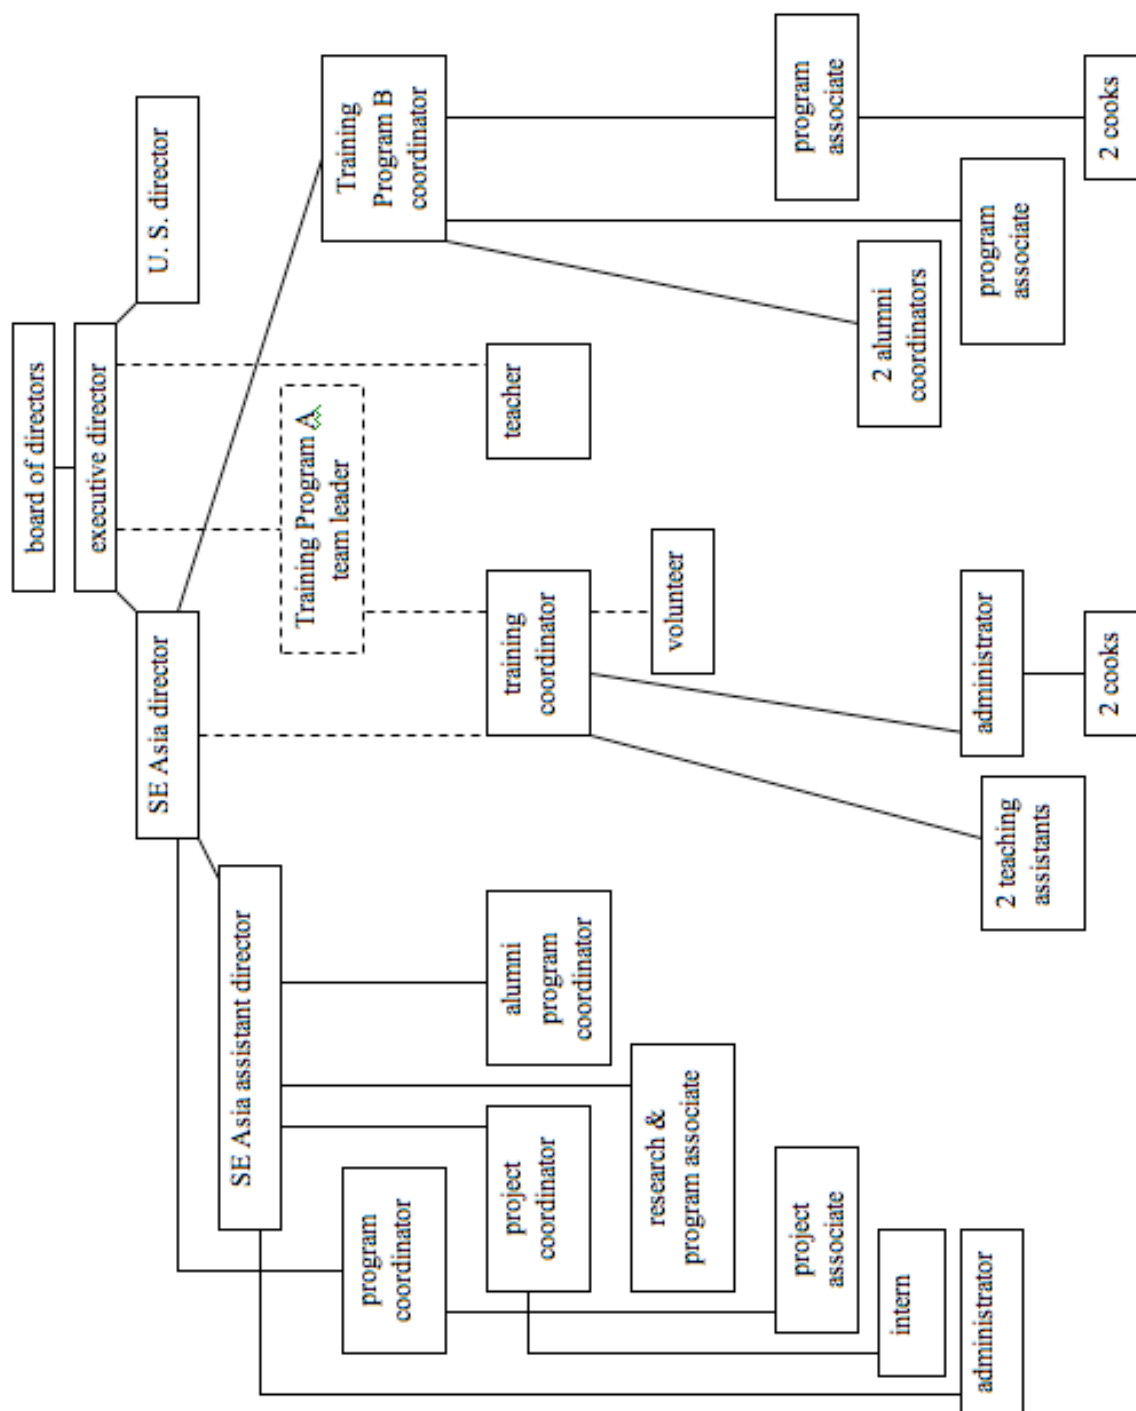 board of directors
executive director
SE Asia director
U. S. director
SE Asia assistant director
Training Program A
team leader
Training
Program B
coordinator
program
coordinator
project
coordinator
alumni
program
coordinator
training
coordinator
teacher
research &
program associate
volunteer
project
associate
program
associate
intern
2 alumni
coordinators
administrator
2 teaching
assistants
administrator
program
associate
2 cooks
2 cooks